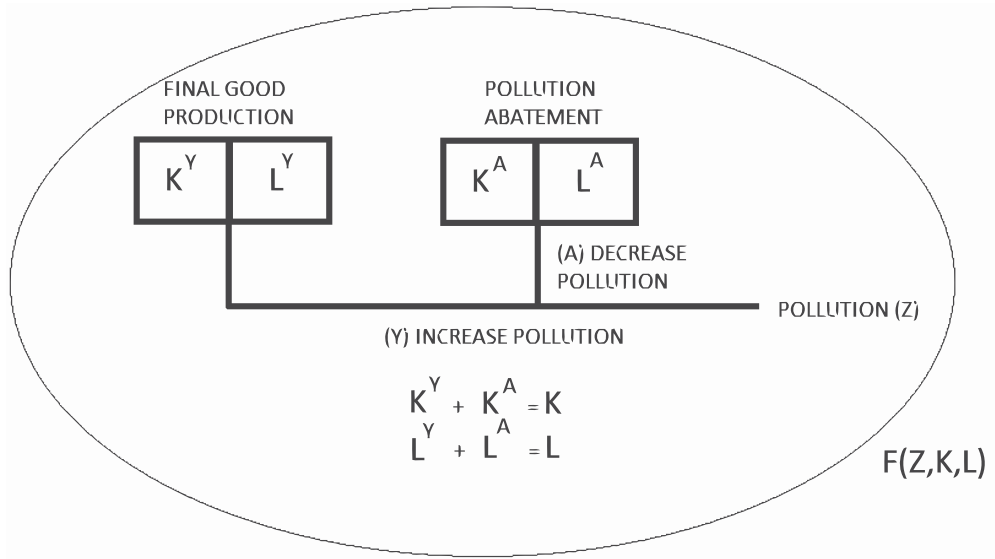 FINAL GOOD
PRODUCTION
POLLUTION
ABATEMENT
K^Y L^Y
K^A L^A
(A) DECREASE
POLLUTION
POLLUTION (Z)
(Y) INCREASE POLLUTION
K^Y + K^A = K
L^Y + L^A = L
F(Z,K,L)